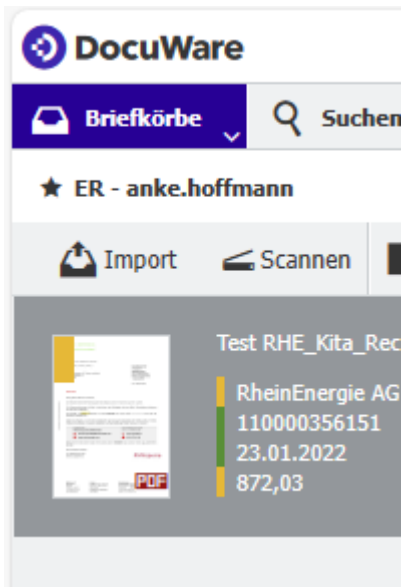 DocuWare
Briefkörbe
Suchen
ER - anke.hoffmann
Import
Scannen
Test RHE_Kita_Rec
RheinEnergie AG
110000356151
23.01.2022
872,03
PDF